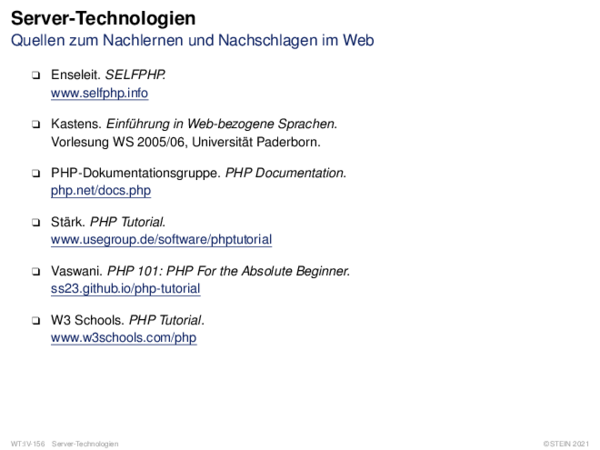 Server-Technologien
Quellen zum Nachlernen und Nachschlagen im Web
❑ Enseleit. SELFPHP.
www.selfphp.info
❑ Kastens. Einführung in Web-bezogene Sprachen.
Vorlesung WS 2005/06, Universität Paderborn.
❑ PHP-Dokumentationsgruppe. PHP Documentation.
php.net/docs.php
❑ Stärk. PHP Tutorial.
www.usegroup.de/software/phptutorial
❑ Vaswani. PHP 101: PHP For the Absolute Beginner.
ss23.github.io/php-tutorial
❑ W3 Schools. PHP Tutorial.
www.w3schools.com/php
WT:IV-156 Server-Technologien ©STEIN 2021